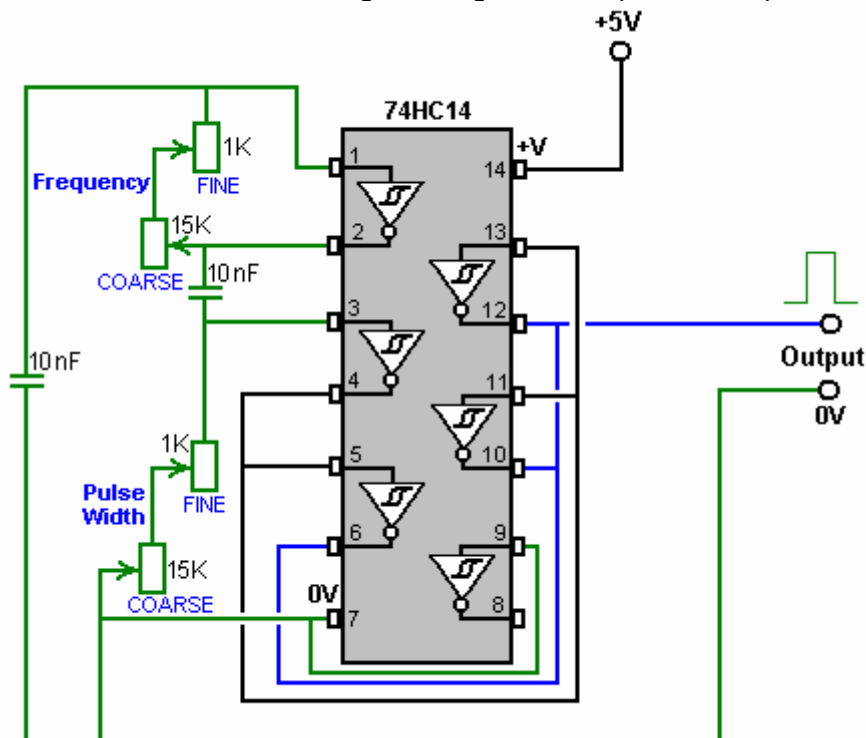 +5V
74HC14
+V
1K
Frequency
FINE
15K
COARSE
10nF
10nF
1K
Pulse
Width
FINE
15K
COARSE
0V
1
2
3
4
5
6
7
14
13
12
11
10
9
8
Output
0V